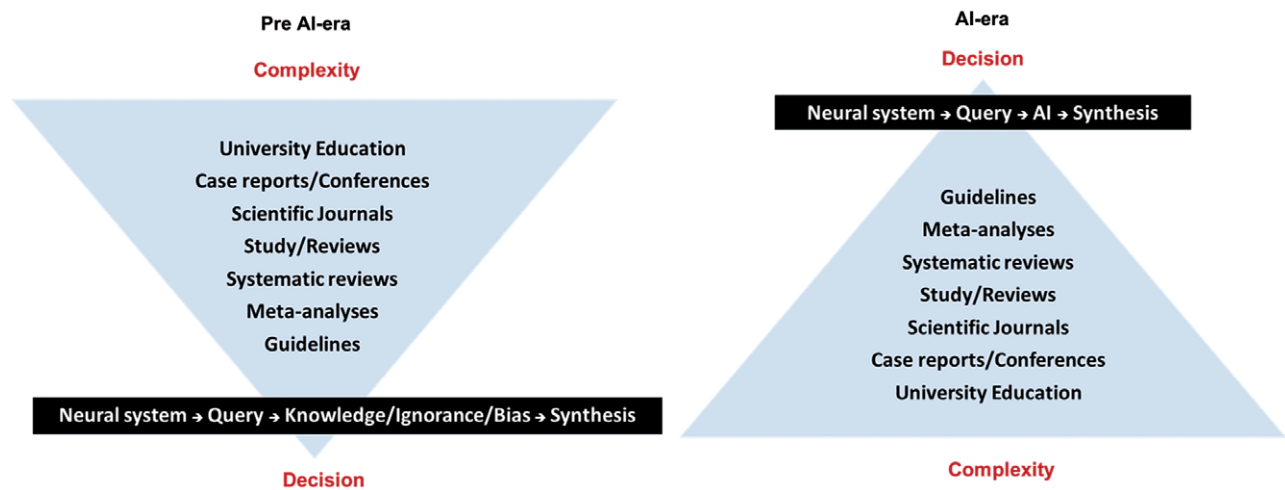 Pre AI-era
Complexity
University Education
Case reports/Conferences
Scientific Journals
Study/Reviews
Systematic reviews
Meta-analyses
Guidelines
Neural system → Query → Knowledge/Ignorance/Bias → Synthesis
Decision
AI-era
Decision
Neural system → Query → AI → Synthesis
Guidelines
Meta-analyses
Systematic reviews
Study/Reviews
Scientific Journals
Case reports/Conferences
University Education
Complexity